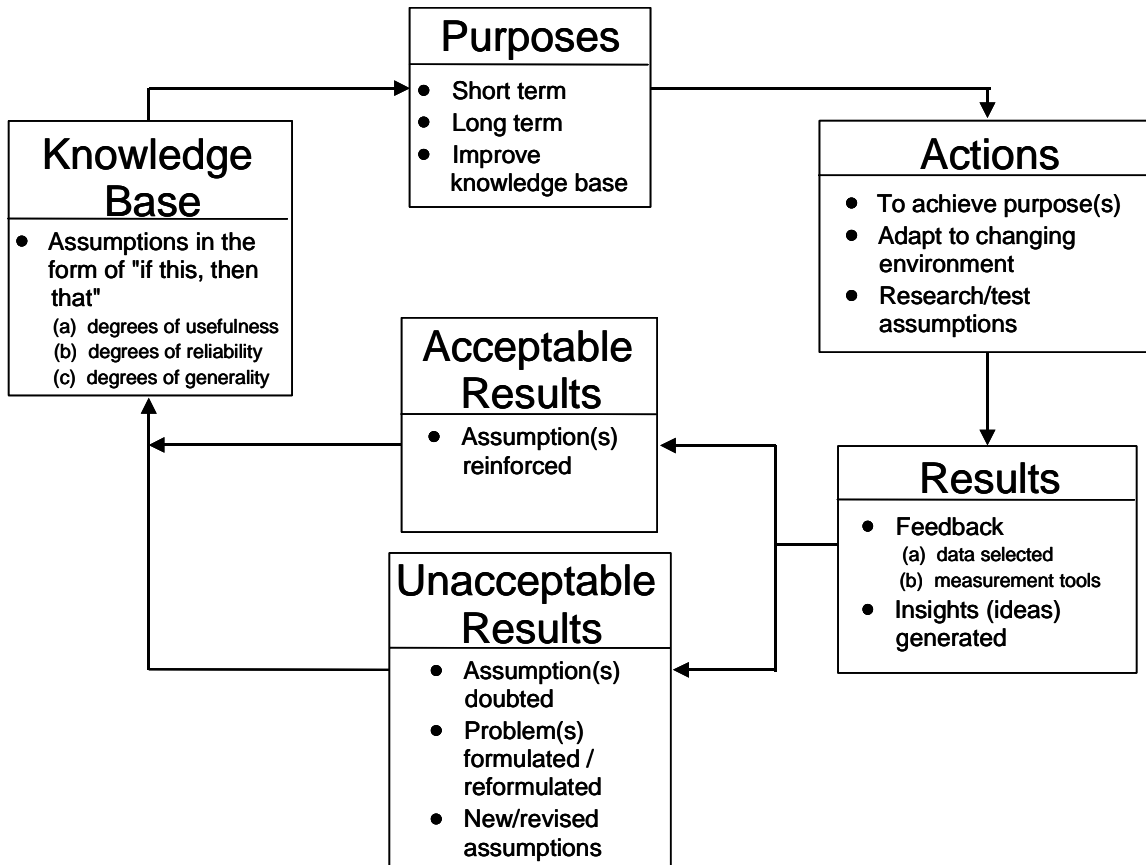 Purposes
● Short term
● Long term
● Improve
knowledge base
Knowledge
Base
● Assumptions in the
form of "if this, then
that"
(a) degrees of usefulness
(b) degrees of reliability
(c) degrees of generality
Actions
● To achieve purpose(s)
● Adapt to changing
environment
● Research/test
assumptions
Acceptable
Results
● Assumption(s)
reinforced
Results
● Feedback
(a) data selected
(b) measurement tools
● Insights (ideas)
generated
Unacceptable
Results
● Assumption(s)
doubted
● Problem(s)
formulated /
reformulated
● New/revised
assumptions